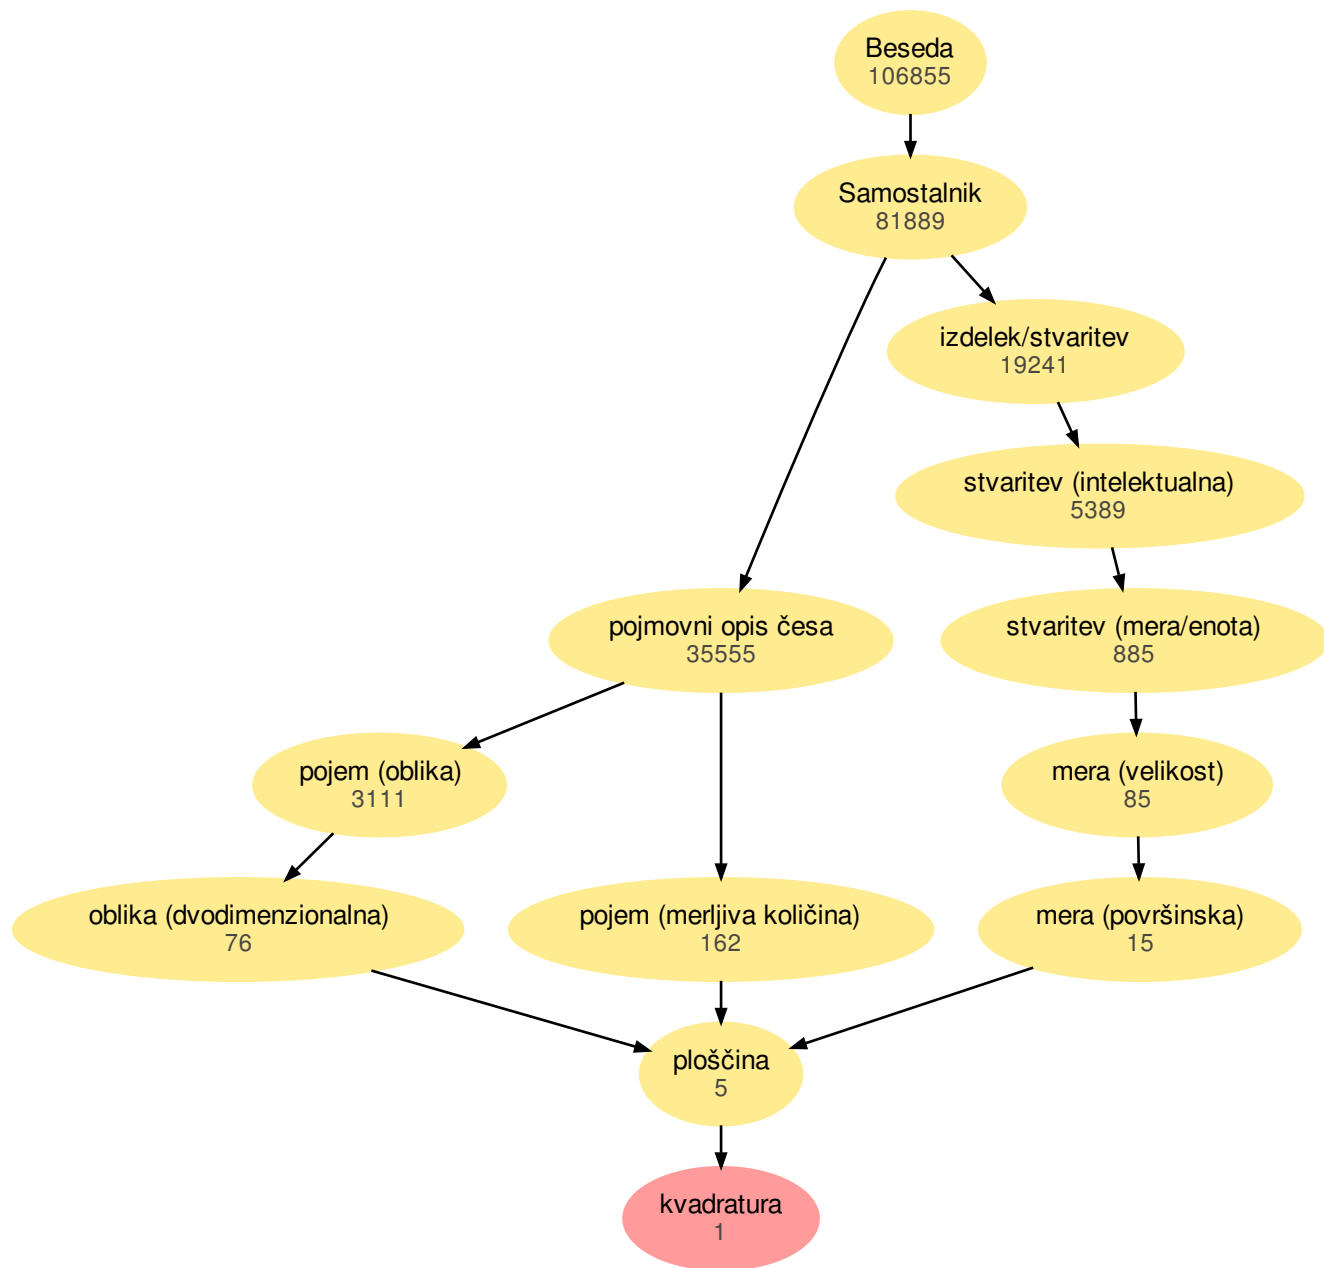 Beseda
106855
Samostalnik
81889
izdelek/stvaritev
19241
stvaritev (intelektualna)
5389
pojmovni opis česa
35555
stvaritev (mera/enota)
885
pojem (oblika)
3111
mera (velikost)
85
oblika (dvodimenzionalna)
76
pojem (merljiva količina)
162
mera (površinska)
15
ploščina
5
kvadratura
1